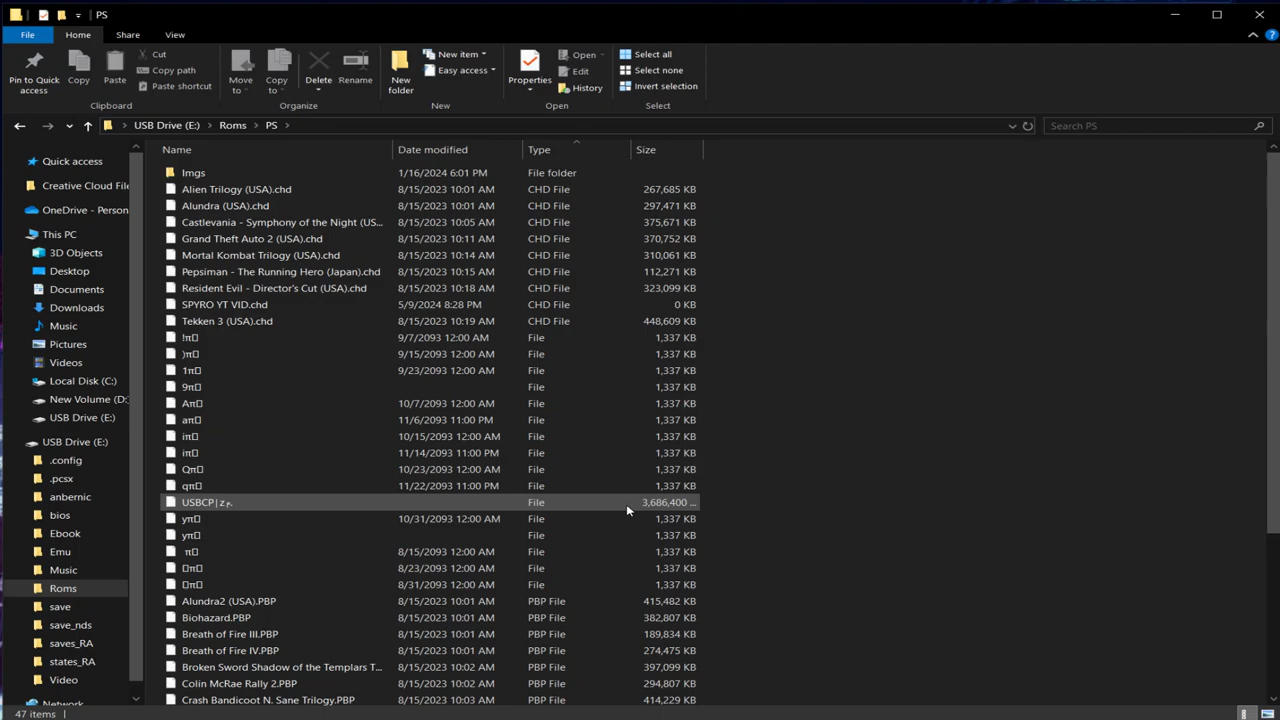 PS
File Home Share View
Pin to Quick access
Copy
Paste
Cut
Copy path
Paste shortcut
Clipboard
Move to
Copy to
Delete
Rename
Organize
New folder
New item
Easy access
New
Properties
Open
Edit
History
Open
Select all
Select none
Invert selection
Select
USB Drive (E:) > Roms > PS >
Search PS
Quick access
Creative Cloud File
OneDrive - Person
This PC
3D Objects
Desktop
Documents
Downloads
Music
Pictures
Videos
Local Disk (C:)
New Volume (D:
USB Drive (E:)
USB Drive (E:)
.config
.pcsx
anbernic
bios
Ebook
Emu
Music
Roms
save
save_nds
saves_RA
states_RA
Video
Network
Name Date modified Type Size
Imgs 1/16/2024 6:01 PM File folder
Alien Trilogy (USA).chd 8/15/2023 10:01 AM CHD File 267,685 KB
Alundra (USA).chd 8/15/2023 10:01 AM CHD File 297,471 KB
Castlevania - Symphony of the Night (US... 8/15/2023 10:05 AM CHD File 375,671 KB
Grand Theft Auto 2 (USA).chd 8/15/2023 10:11 AM CHD File 370,752 KB
Mortal Kombat Trilogy (USA).chd 8/15/2023 10:14 AM CHD File 310,061 KB
Pepsiman - The Running Hero (Japan).chd 8/15/2023 10:15 AM CHD File 112,271 KB
Resident Evil - Director's Cut (USA).chd 8/15/2023 10:18 AM CHD File 323,099 KB
SPYRO YT VID.chd 5/9/2024 8:28 PM CHD File 0 KB
Tekken 3 (USA).chd 8/15/2023 10:19 AM CHD File 448,609 KB
!π 9/7/2093 12:00 AM File 1,337 KB
)π 9/15/2093 12:00 AM File 1,337 KB
1π 9/23/2093 12:00 AM File 1,337 KB
9π File 1,337 KB
Aπ 10/7/2093 12:00 AM File 1,337 KB
aπ 11/6/2093 11:00 PM File 1,337 KB
iπ 10/15/2093 12:00 AM File 1,337 KB
iπ 11/14/2093 11:00 PM File 1,337 KB
Qπ 10/23/2093 12:00 AM File 1,337 KB
qπ 11/22/2093 11:00 PM File 1,337 KB
USBCP|z File 3,686,400 ...
yπ 10/31/2093 12:00 AM File 1,337 KB
yπ File 1,337 KB
π 8/15/2093 12:00 AM File 1,337 KB
π 8/23/2093 12:00 AM File 1,337 KB
π 8/31/2093 12:00 AM File 1,337 KB
Alundra2 (USA).PBP 8/15/2023 10:01 AM PBP File 415,482 KB
Biohazard.PBP 8/15/2023 10:01 AM PBP File 382,807 KB
Breath of Fire III.PBP 8/15/2023 10:01 AM PBP File 189,834 KB
Breath of Fire IV.PBP 8/15/2023 10:01 AM PBP File 274,475 KB
Broken Sword Shadow of the Templars T... 8/15/2023 10:02 AM PBP File 397,099 KB
Colin McRae Rally 2.PBP 8/15/2023 10:02 AM PBP File 294,807 KB
Crash Bandicoot N. Sane Trilogy.PBP 8/15/2023 10:01 AM PBP File 414,229 KB
47 items